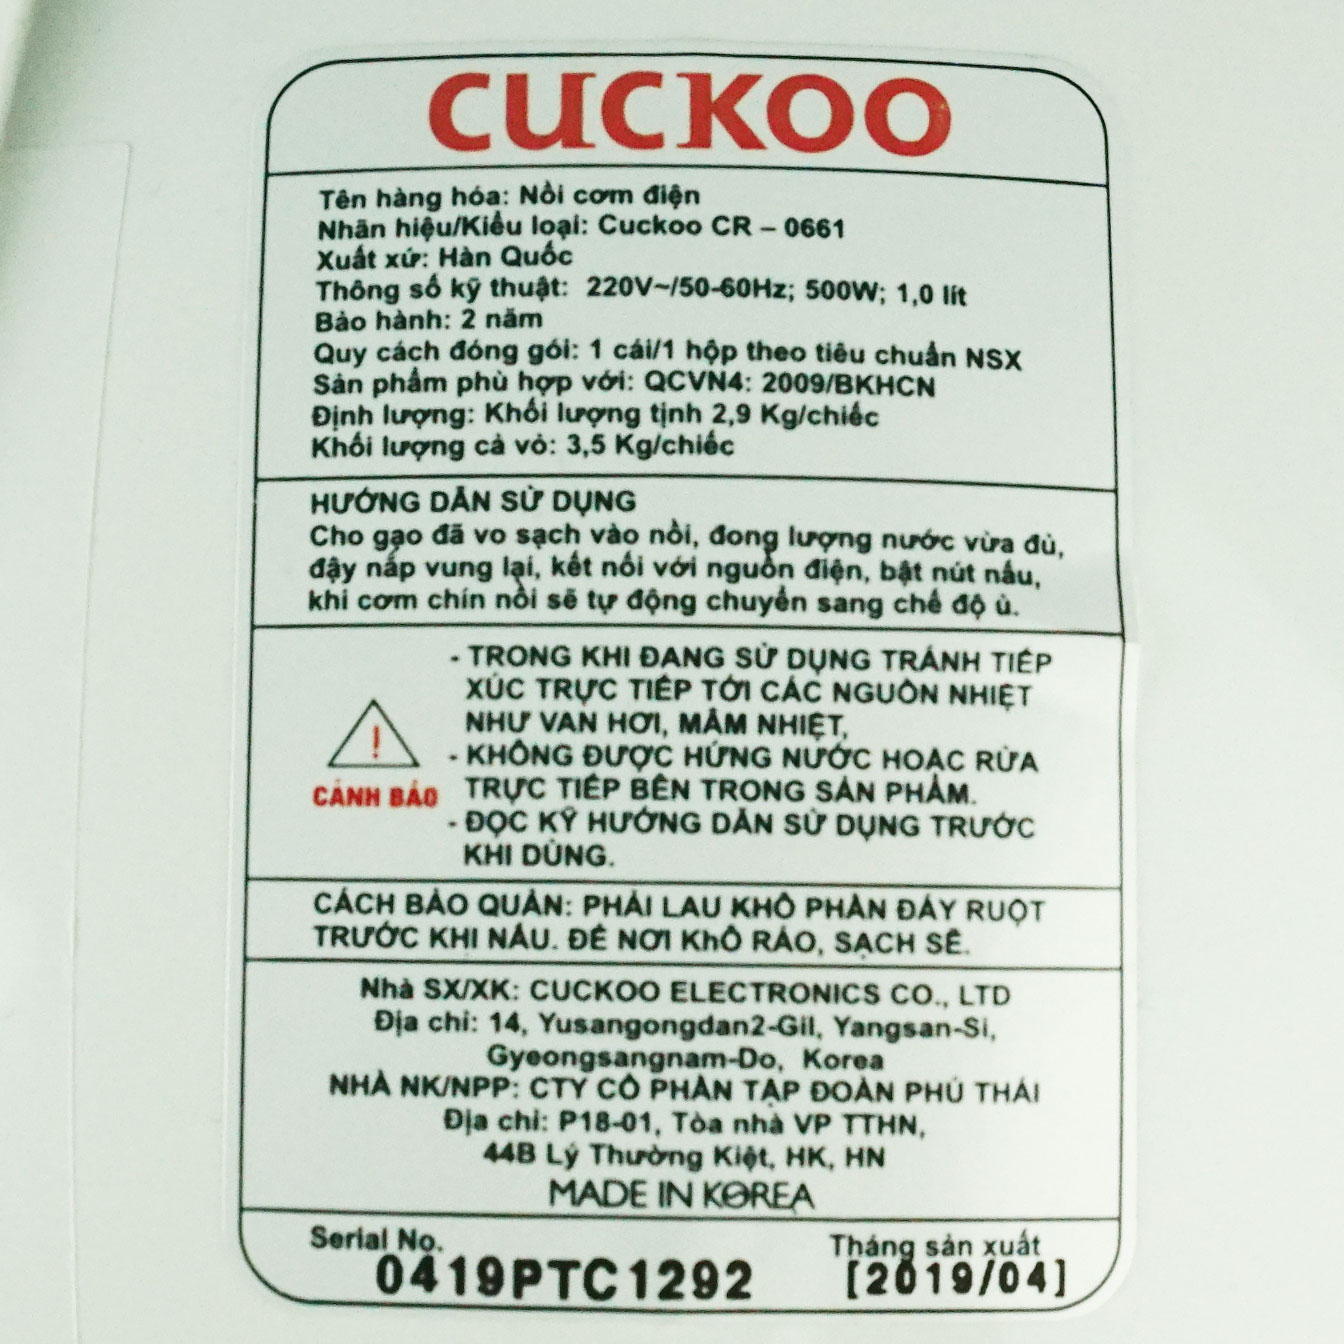 CUCKOO
Tên hàng hóa: Nồi cơm điện
Nhãn hiệu/Kiểu loại: Cuckoo CR – 0661
Xuất xứ: Hàn Quốc
Thông số kỹ thuật: 220V~/50-60Hz; 500W; 1,0 lít
Bảo hành: 2 năm
Quy cách đóng gói: 1 cái/1 hộp theo tiêu chuẩn NSX
Sản phẩm phù hợp với: QCVN4: 2009/BKHCN
Định lượng: Khối lượng tịnh 2,9 Kg/chiếc
Khối lượng cả vỏ: 3,5 Kg/chiếc
HƯỚNG DẪN SỬ DỤNG
Cho gạo đã vo sạch vào nồi, đong lượng nước vừa đủ,
đậy nắp vung lại, kết nối với nguồn điện, bật nút nấu,
khi cơm chín nồi sẽ tự động chuyển sang chế độ ủ.
- TRONG KHI ĐANG SỬ DỤNG TRÁNH TIẾP
XÚC TRỰC TIẾP TỚI CÁC NGUỒN NHIỆT
NHƯ VAN HƠI, MÂM NHIỆT,
- KHÔNG ĐƯỢC HỨNG NƯỚC HOẶC RỬA
TRỰC TIẾP BÊN TRONG SẢN PHẨM.
- ĐỌC KỸ HƯỚNG DẪN SỬ DỤNG TRƯỚC
KHI DÙNG.
!
CẢNH BÁO
CÁCH BẢO QUẢN: PHẢI LAU KHÔ PHẦN ĐÁY RUỘT
TRƯỚC KHI NẤU. ĐỂ NƠI KhÔ RÁO, SẠCH SẼ.
Nhà SX/XK: CUCKOO ELECTRONICS CO., LTD
Địa chỉ: 14, Yusangongdan2-Gil, Yangsan-Si,
Gyeongsangnam-Do, Korea
NHÀ NK/NPP: CTY CỔ PHẦN TẬP ĐOÀN PHÚ THÁI
Địa chỉ: P18-01, Tòa nhà VP TTHN,
44B Lý Thường Kiệt, HK, HN
MADE IN KOREA
Serial No. Tháng sản xuất
0419PTC1292 [2019/04]